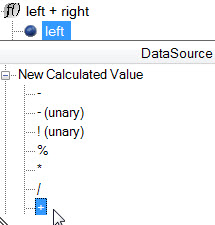 f() left + right
left
DataSource
New Calculated Value
-
- (unary)
! (unary)
%
*
/
+